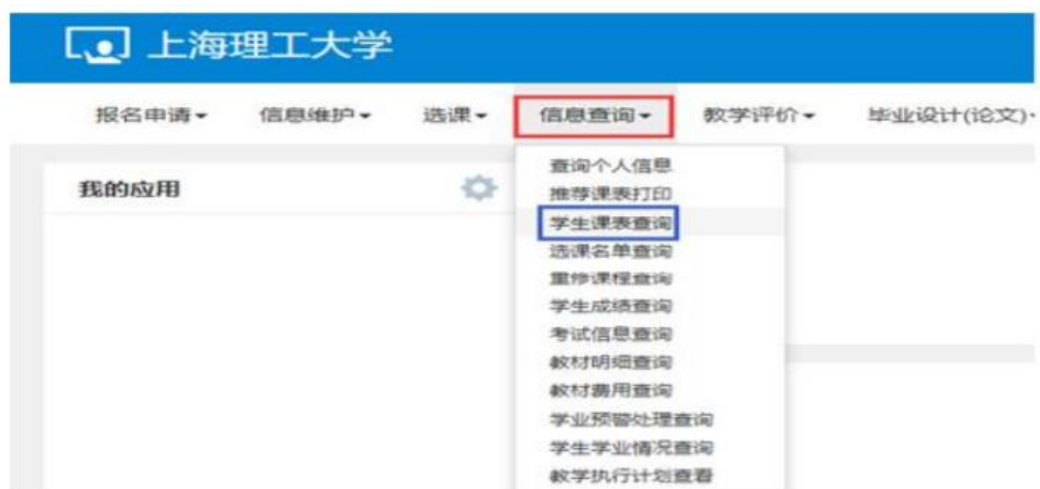 上海理工大学
报名申请 信息维护 选课 信息查询 教学评价 毕业设计(论文)
我的应用
查询个人信息
推荐课表打印
学生课表查询
选课名单查询
重修课程查询
学生成绩查询
考试信息查询
教材明细查询
教材费用查询
学业预警处理查询
学生学业情况查询
教学执行计划查看